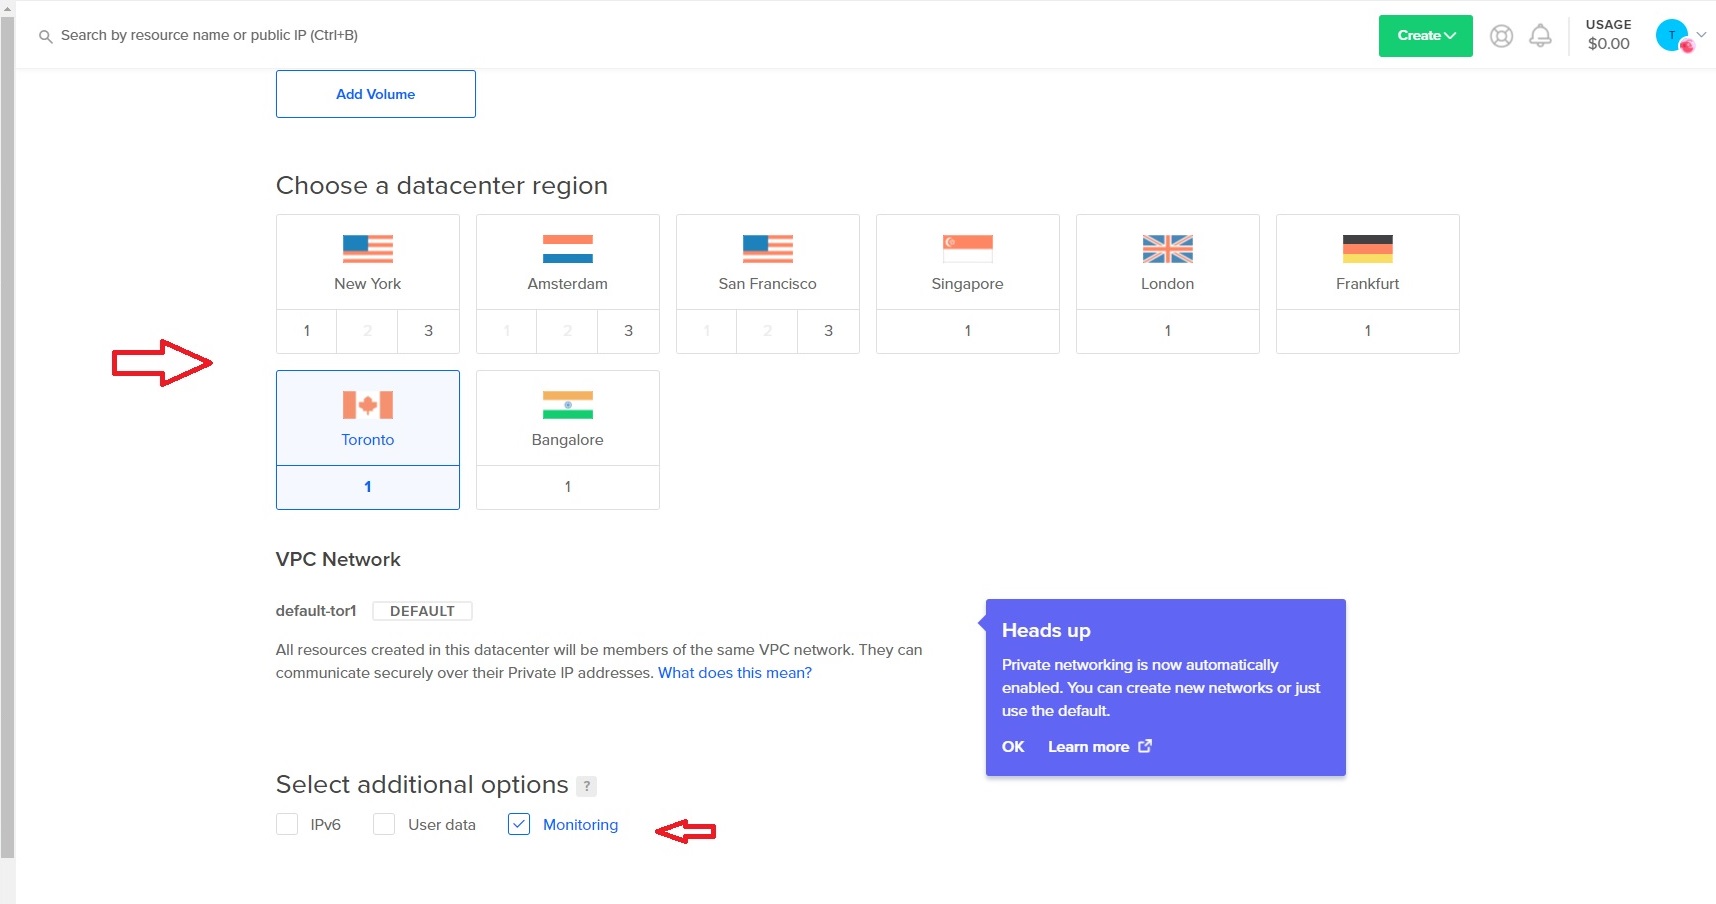 Search by resource name or public IP (Ctrl+B)
Create
USAGE
$0.00
T
Add Volume
Choose a datacenter region
New York
Amsterdam
San Francisco
Singapore
London
Frankfurt
1 2 3
1 2 3
1 2 3
1
1
1
Toronto
Bangalore
1
1
VPC Network
default-tor1 DEFAULT
All resources created in this datacenter will be members of the same VPC network. They can
communicate securely over their Private IP addresses. What does this mean?
Heads up
Private networking is now automatically
enabled. You can create new networks or just
use the default.
OK Learn more
Select additional options ?
IPv6 User data Monitoring